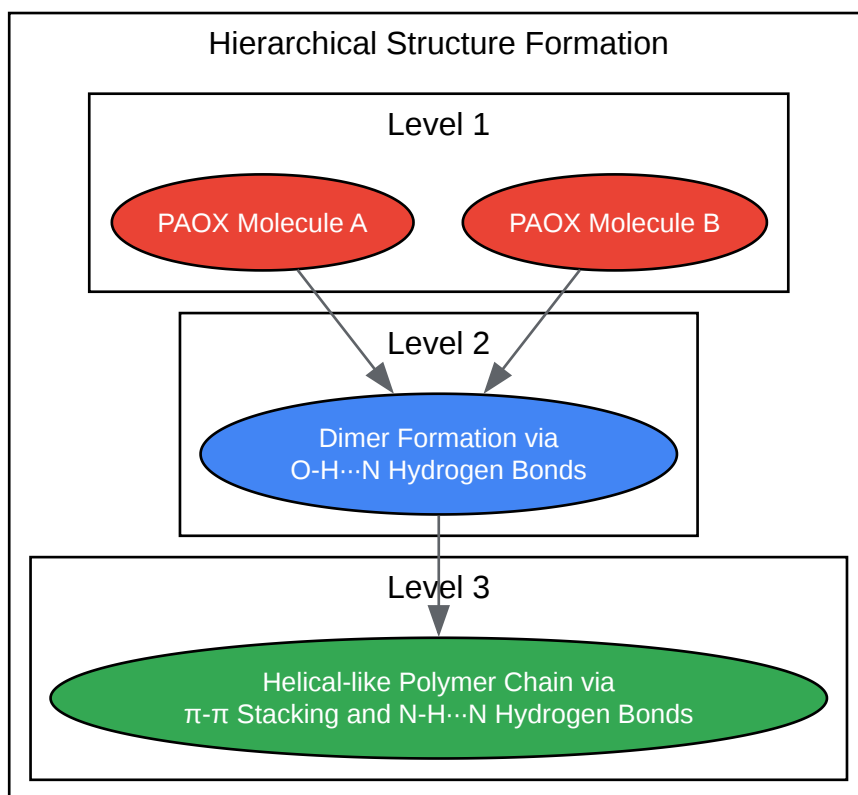 Hierarchical Structure Formation
Level 1
PAOX Molecule A
PAOX Molecule B
Level 2
Dimer Formation via
O-H···N Hydrogen Bonds
Level 3
Helical-like Polymer Chain via
π-π Stacking and N-H···N Hydrogen Bonds